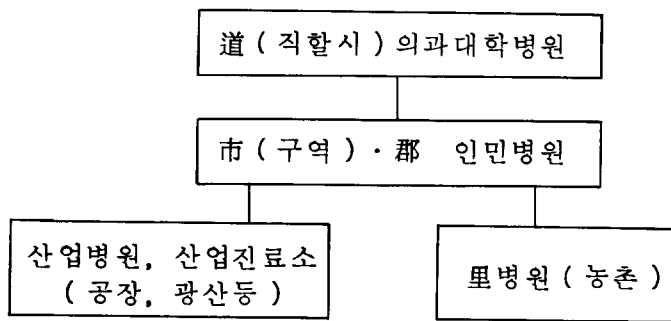 道 ( 직할시 ) 의과대학병원
市 ( 구역 ) · 郡 인민병원
산업병원, 산업진료소
( 공장, 광산등 )
里병원 ( 농촌 )